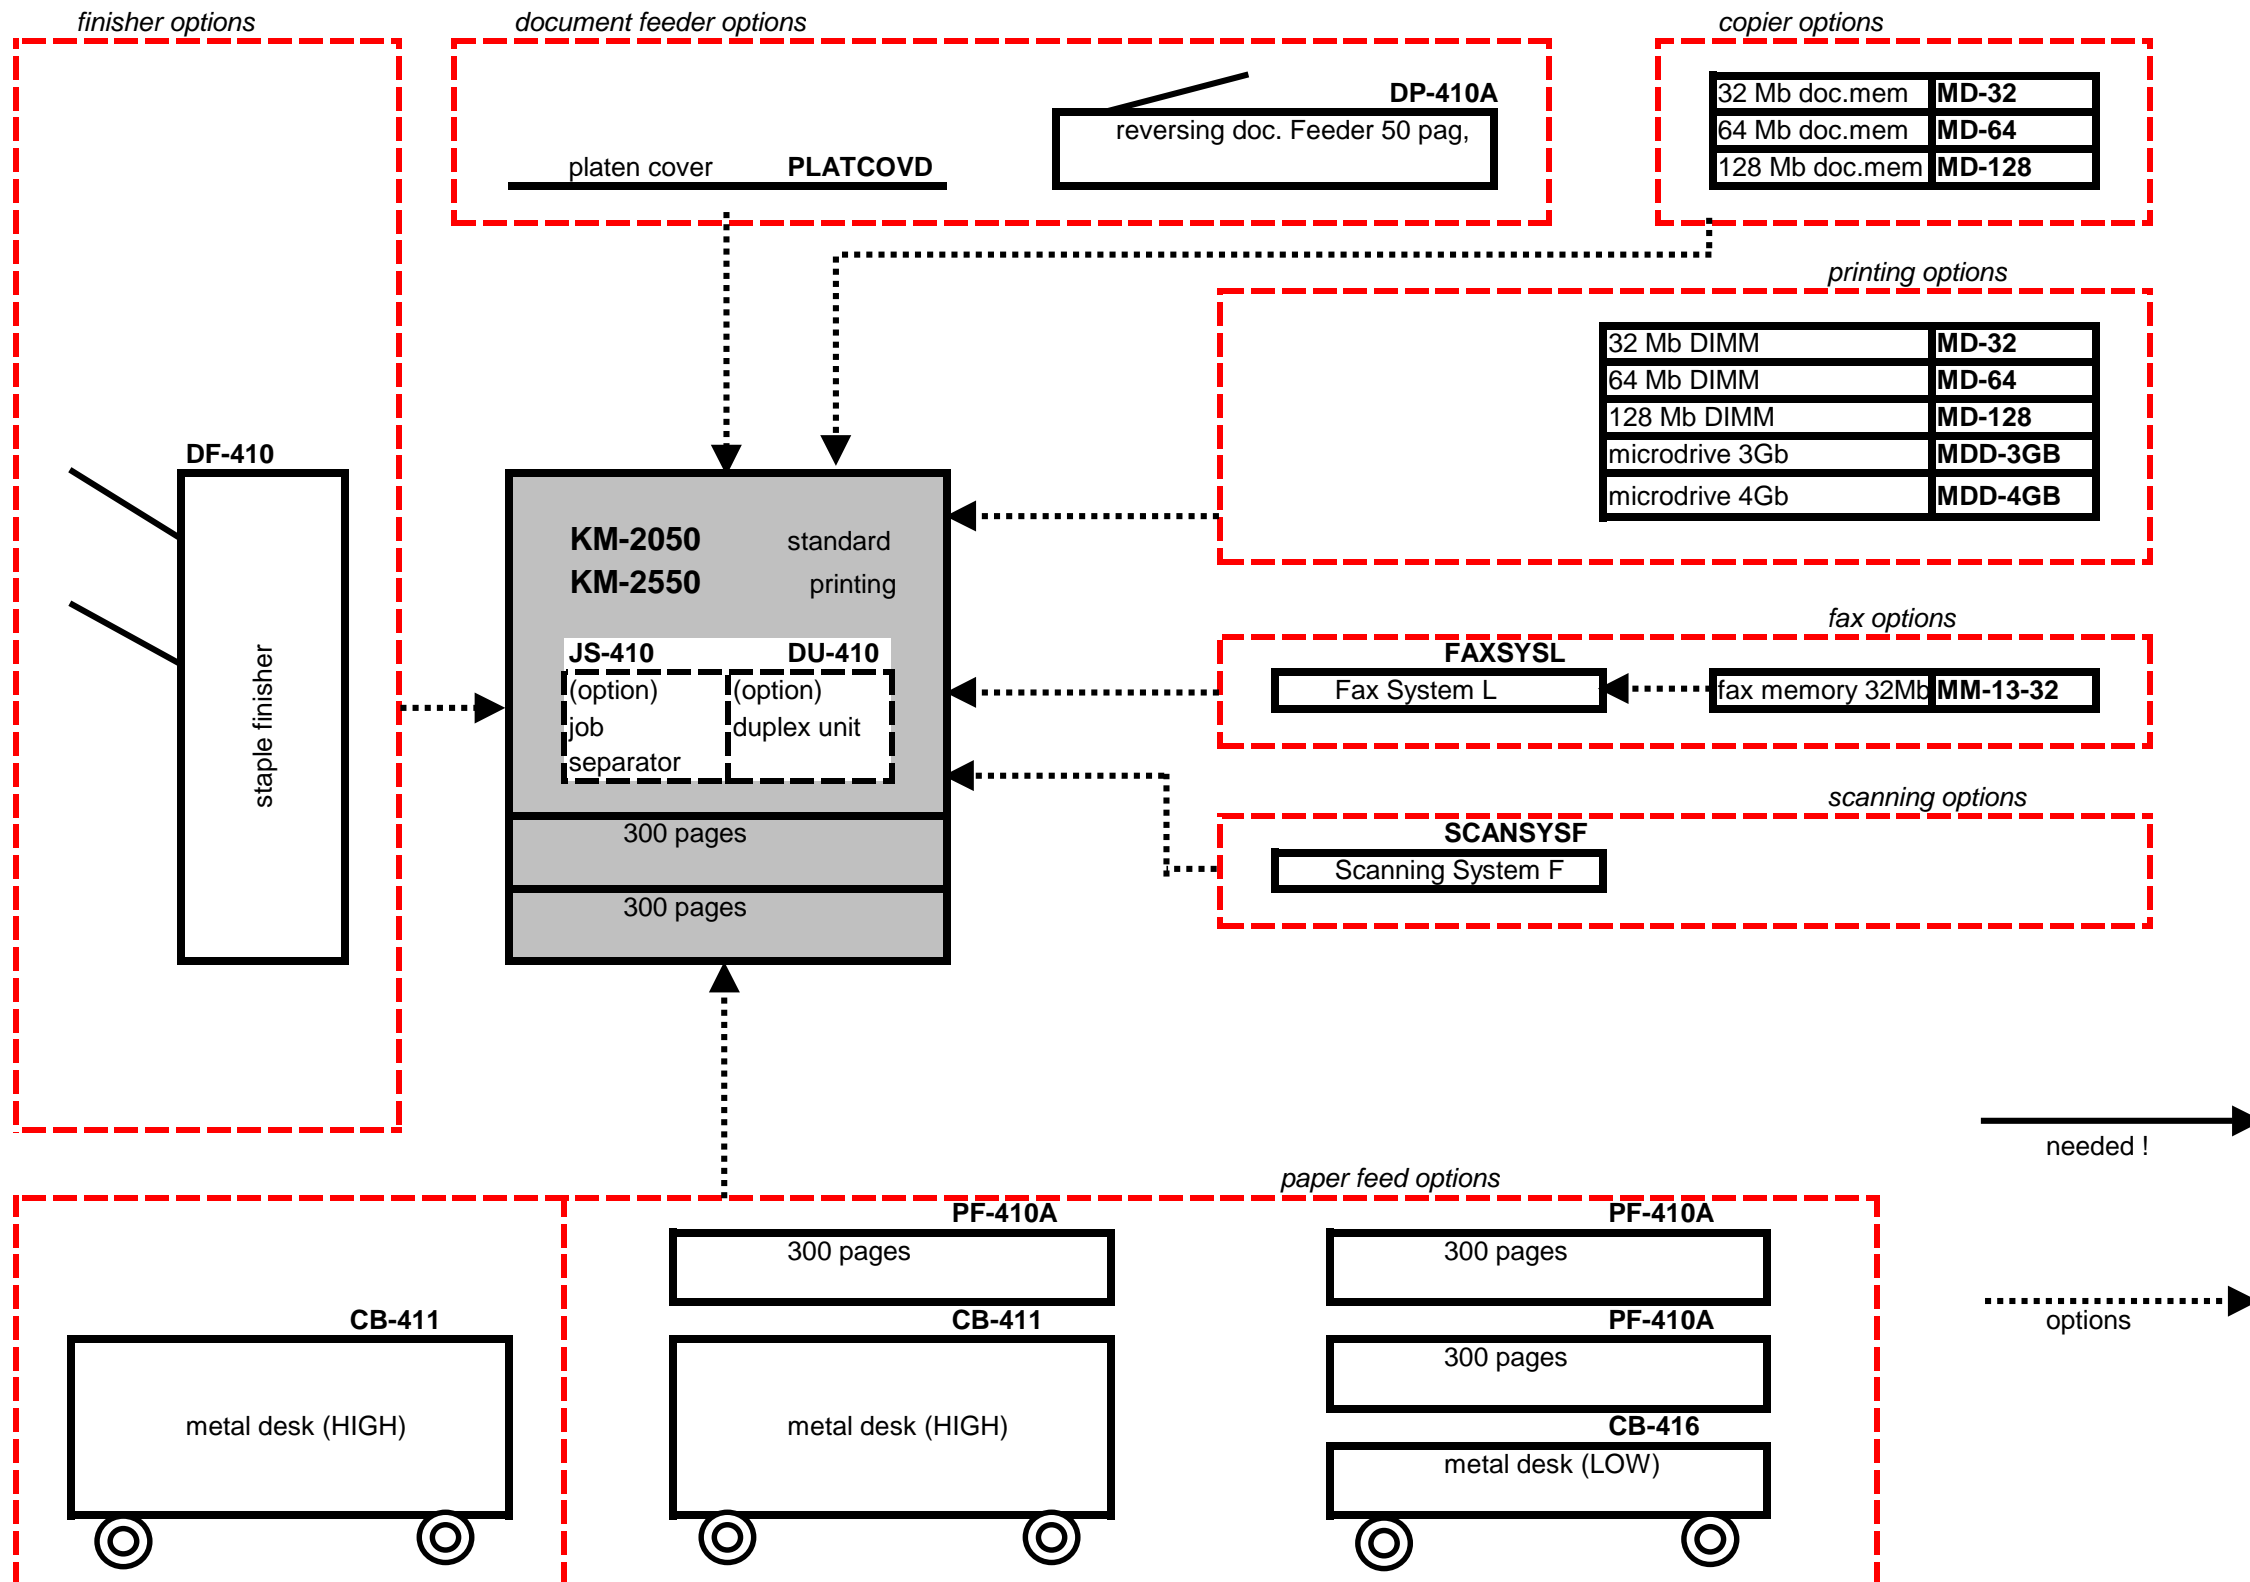 finisher options
document feeder options
copier options
DP-410A
reversing doc. Feeder 50 pag,
platen cover PLATCOVD
32 Mb doc.mem MD-32
64 Mb doc.mem MD-64
128 Mb doc.mem MD-128
printing options
32 Mb DIMM MD-32
64 Mb DIMM MD-64
128 Mb DIMM MD-128
microdrive 3Gb MDD-3GB
microdrive 4Gb MDD-4GB
DF-410
staple finisher
KM-2050 standard
KM-2550 printing
JS-410 DU-410
(option) (option)
job duplex unit
separator
300 pages
300 pages
fax options
FAXSYSL
Fax System L fax memory 32Mb MM-13-32
scanning options
SCANSYSF
Scanning System F
needed !
paper feed options
PF-410A PF-410A
300 pages 300 pages
options
CB-411 CB-411 PF-410A
300 pages
metal desk (HIGH) metal desk (HIGH) CB-416
metal desk (LOW)